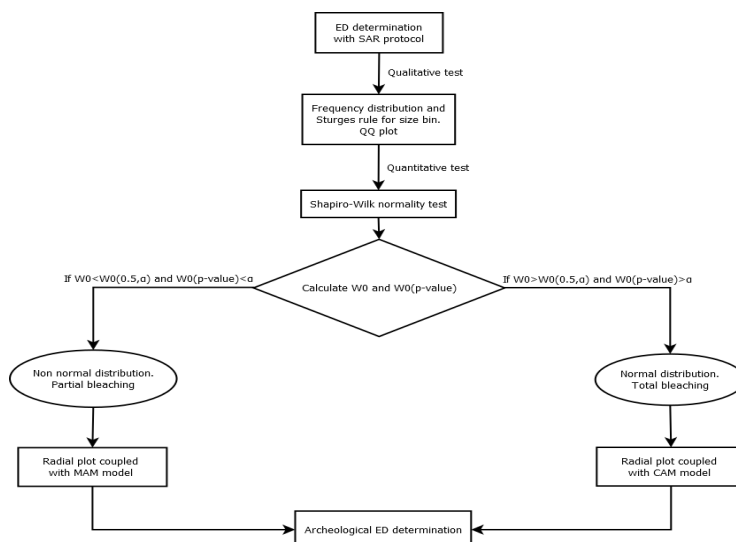 ED determination
with SAR protocol
Qualitative test
Frequency distribution and
Sturges rule for size bin.
QQ plot
Quantitative test
Shapiro-Wilk normality test
If W0<W0(0.5,α) and W0(p-value)<α
Calculate W0 and W0(p-value)
If W0>W0(0.5,α) and W0(p-value)>α
Non normal distribution.
Partial bleaching
Normal distribution.
Total bleaching
Radial plot coupled
with MAM model
Radial plot coupled
with CAM model
Archeological ED determination